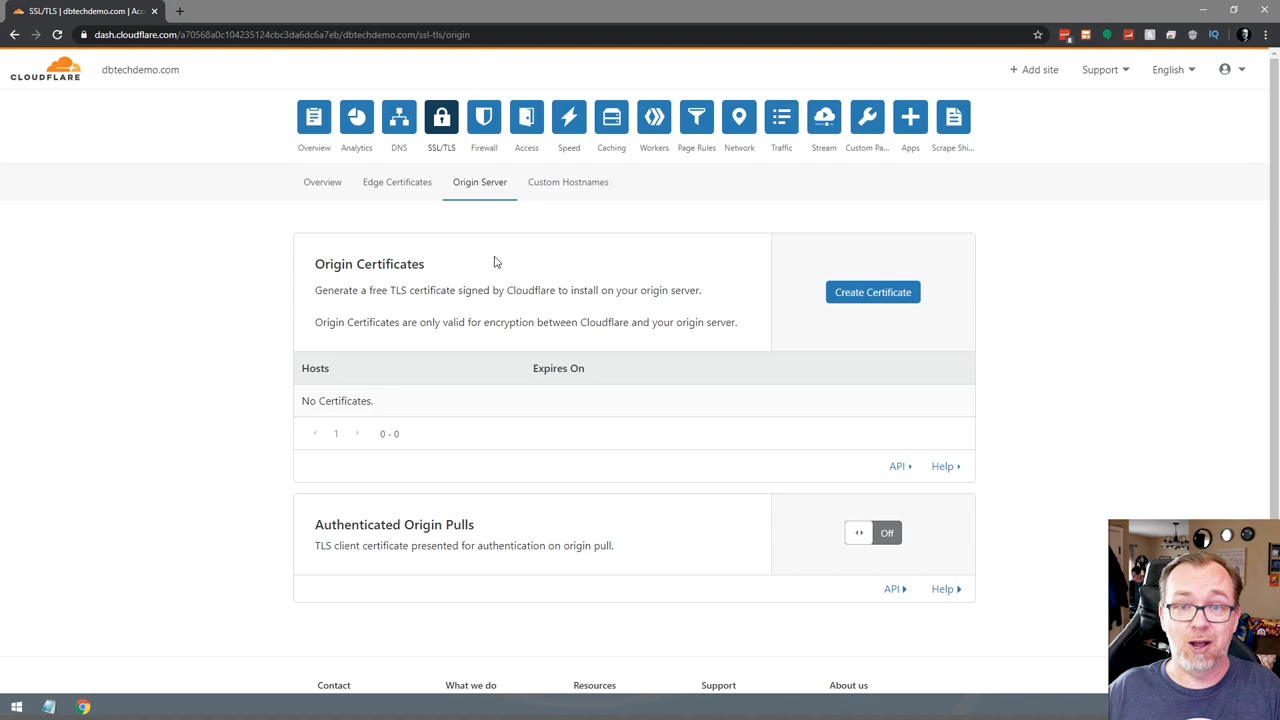 SSL/TLS | dbtechdemo.com | Acc
dash.cloudflare.com/a70568a0c104235124cbc3da6dc6a7eb/dbtechdemo.com/ssl-tls/origin
CLOUDFLARE
dbtechdemo.com
+ Add site
Support
English
Overview
Analytics
DNS
SSL/TLS
Firewall
Access
Speed
Caching
Workers
Page Rules
Network
Traffic
Stream
Custom Pa...
Apps
Scrape Shi...
Overview
Edge Certificates
Origin Server
Custom Hostnames
Origin Certificates
Generate a free TLS certificate signed by Cloudflare to install on your origin server.
Origin Certificates are only valid for encryption between Cloudflare and your origin server.
Create Certificate
Hosts
Expires On
No Certificates.
1
0 - 0
API
Help
Authenticated Origin Pulls
TLS client certificate presented for authentication on origin pull.
Off
API
Help
Contact
What we do
Resources
Support
About us